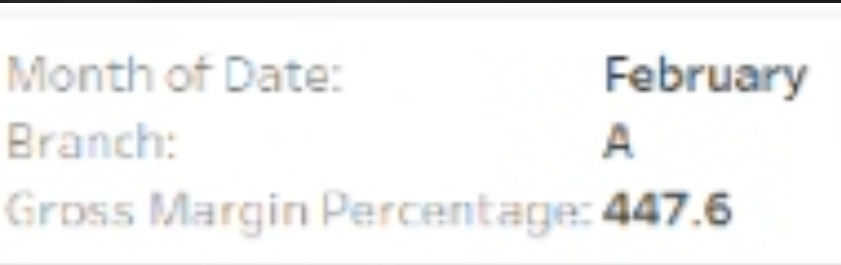 Month of Date: February
Branch: A
Gross Margin Percentage: 447.6